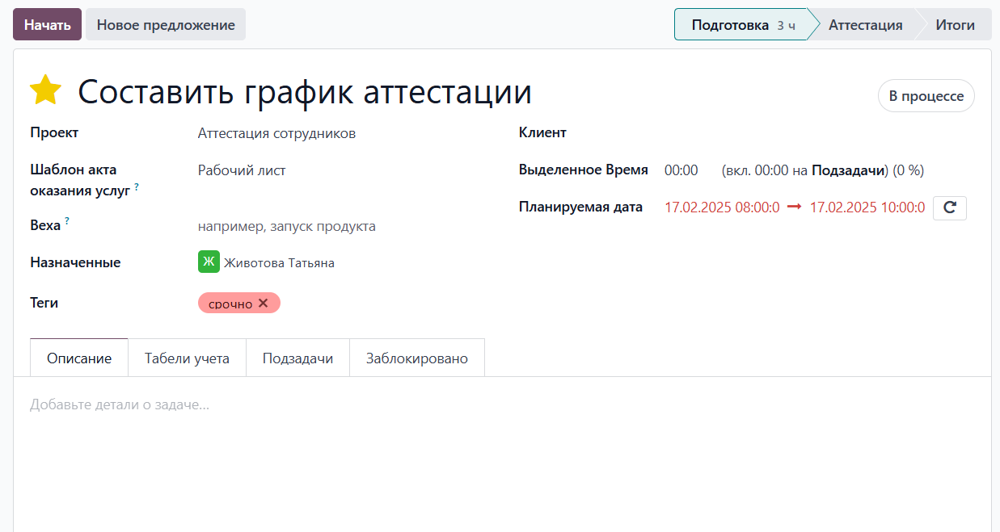 Начать Новое предложение Подготовка 3 ч Аттестация Итоги
Составить график аттестации В процессе
Проект Аттестация сотрудников Клиент
Шаблон акта оказания услуг ? Рабочий лист Выделенное Время 00:00 (вкл. 00:00 на Подзадачи) (0 %)
Планируемая дата 17.02.2025 08:00:0 → 17.02.2025 10:00:0
Веха ? например, запуск продукта
Назначенные Ж Животова Татьяна
Теги срочно ✕
Описание Табели учета Подзадачи Заблокировано
Добавьте детали о задаче...